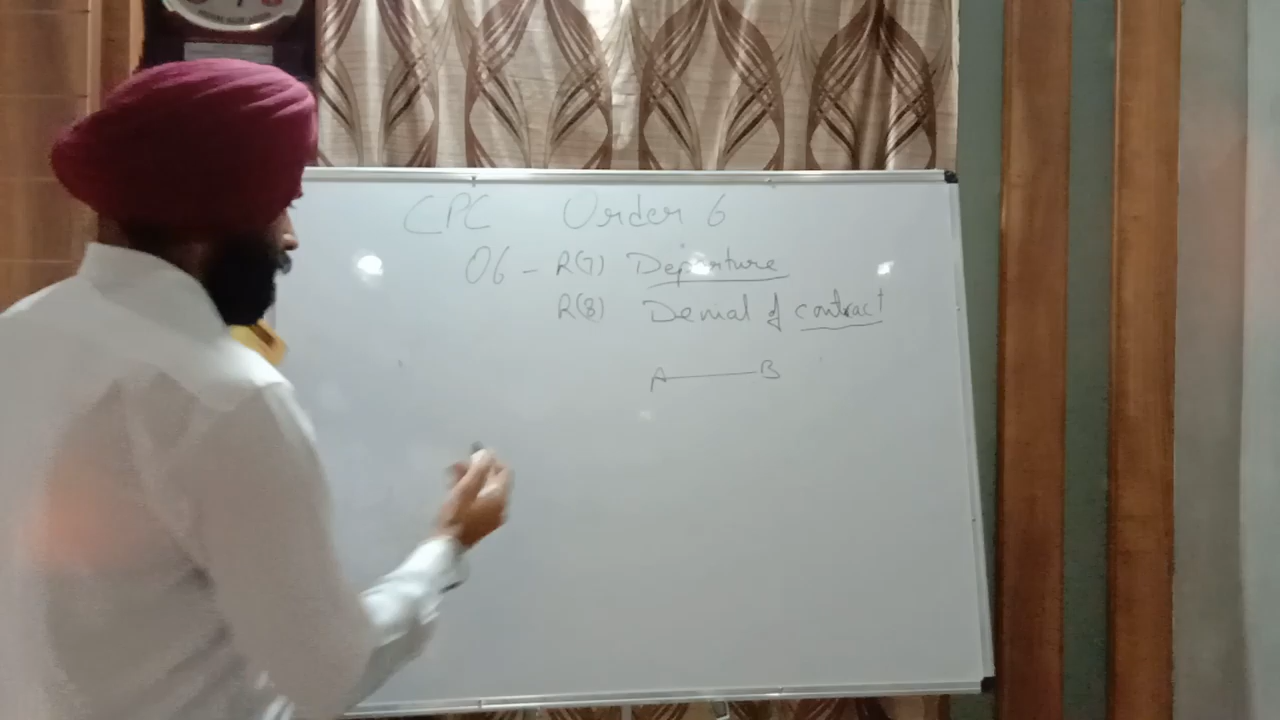 CPC Order 6
06 - R(7) Departure
R(8) Denial of contract
A B